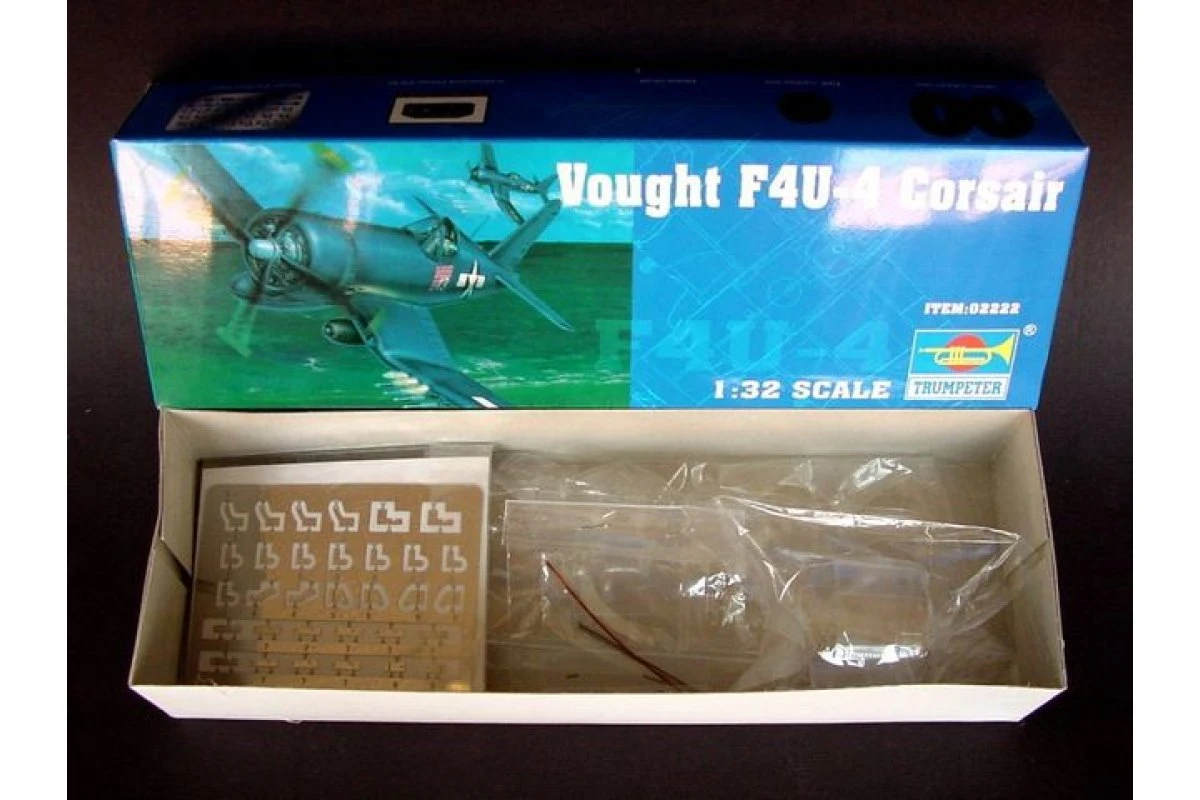 Vought F4U-4 Corsair
ITEM:02222
F4U-4
1:32 SCALE
TRUMPETER
®